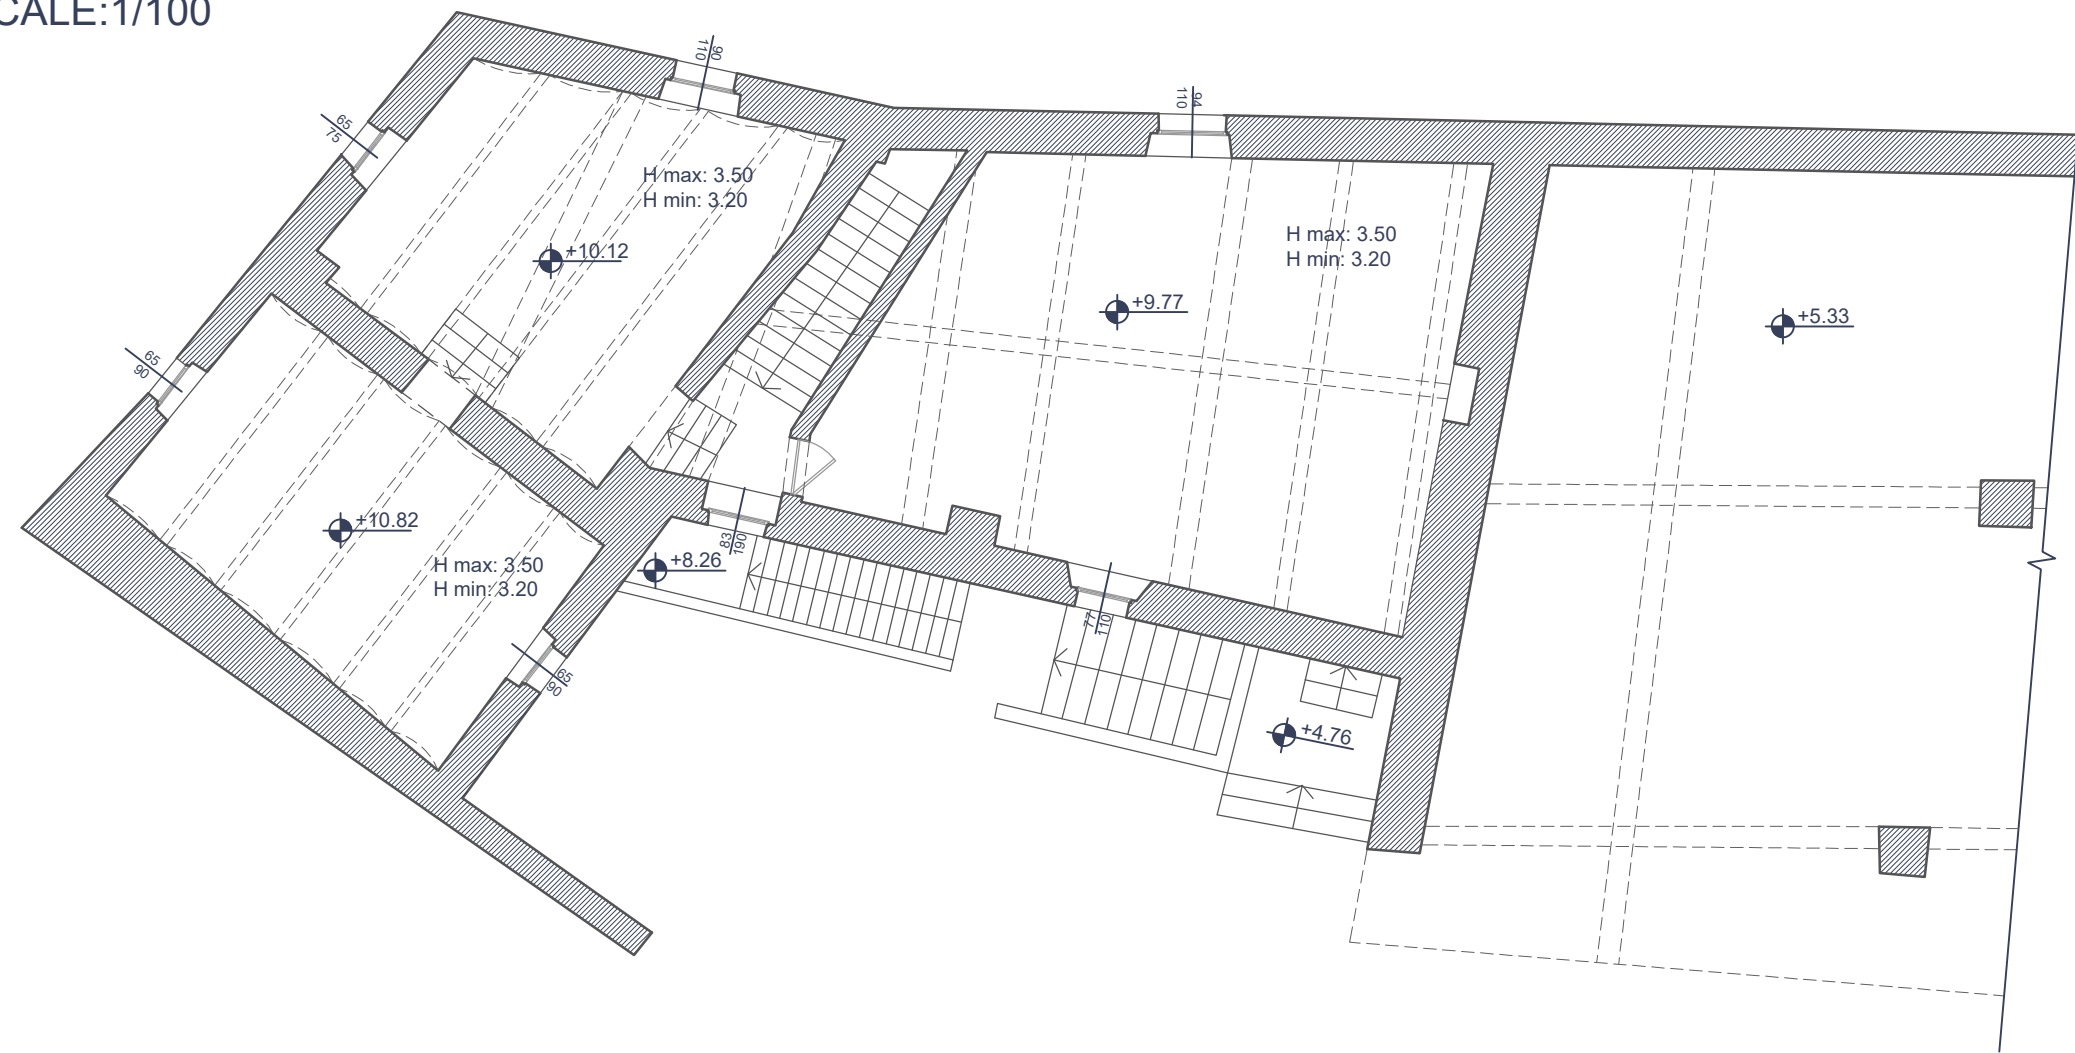 CALE:1/100
90
110
94
110
65
75
H max: 3.50
H min: 3.20
+10.12
H max: 3.50
H min: 3.20
+9.77
+5.33
65
90
+10.82
H max: 3.50
H min: 3.20
83
190
+8.26
77
110
65
90
+4.76